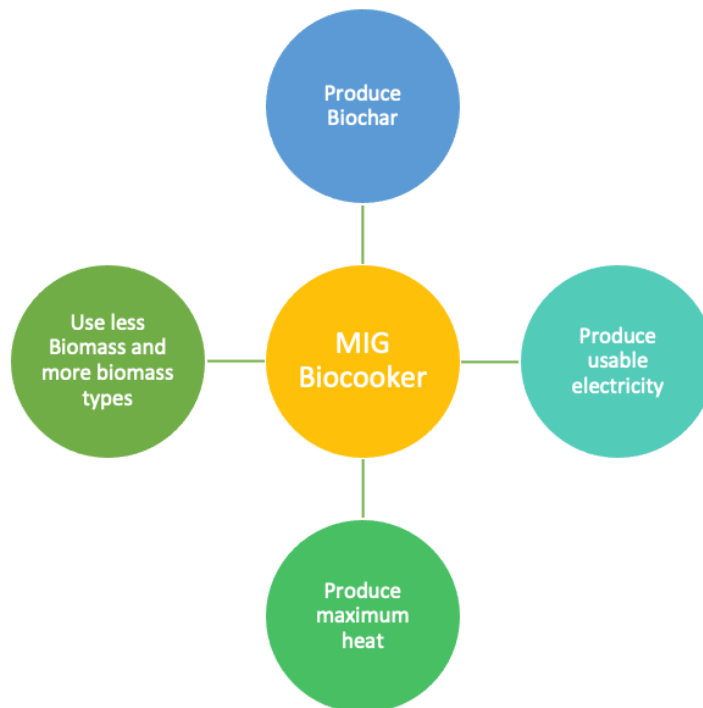 Produce
Biochar
Use less
Biomass and
more biomass
types
MIG
Biocooker
Produce
usable
electricity
Produce
maximum
heat